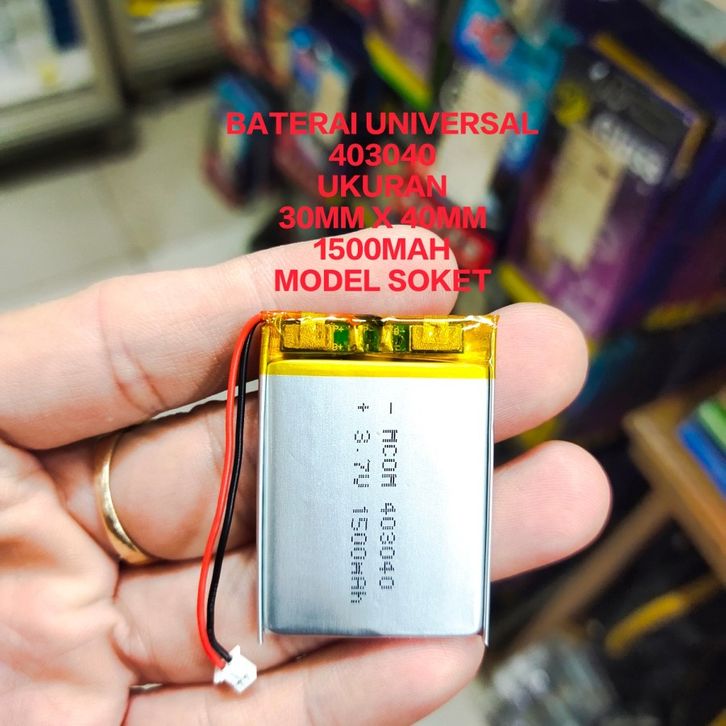 BATERAI UNIVERSAL
403040
UKURAN
30MM X 40MM
1500MAH
MODEL SOKET
- MCOM 403040
+ 3.7V 1500mAh